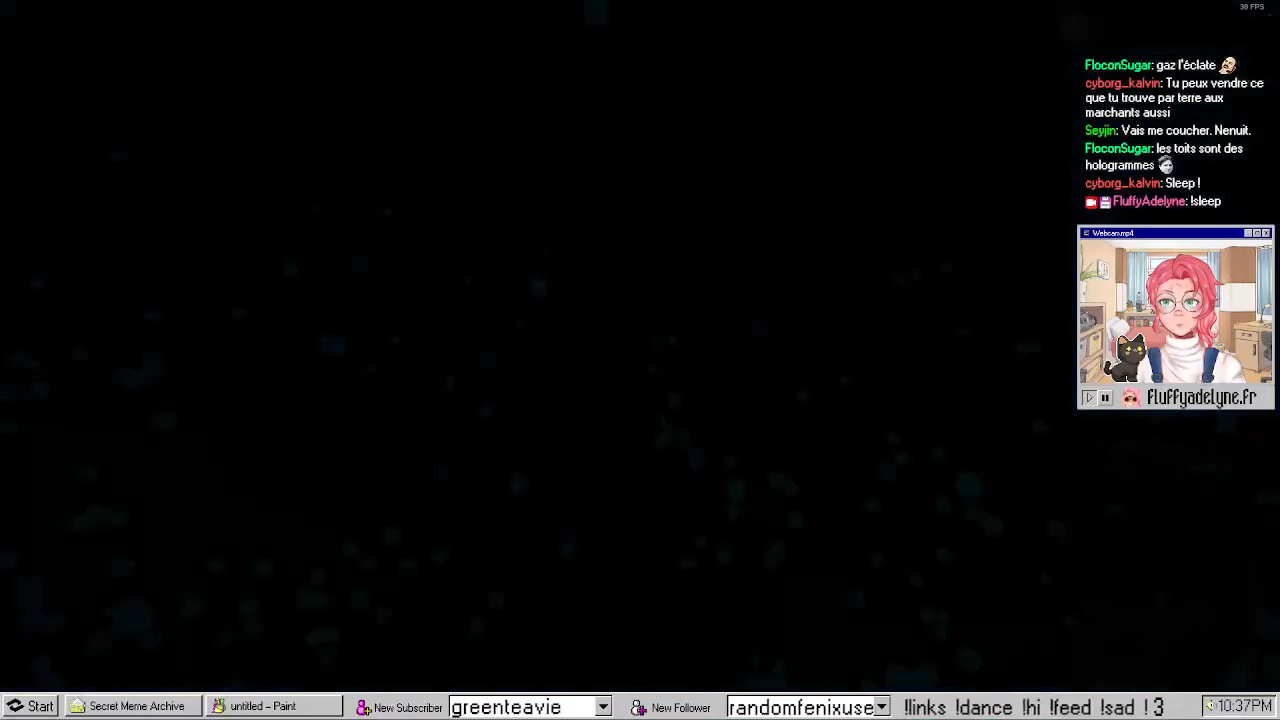 30 FPS
FloconSugar: gaz l'éclate
cyborg_kalvin: Tu peux vendre ce
que tu trouve par terre aux
marchants aussi
Seyjin: Vais me coucher. Nenuit.
FloconSugar: les toits sont des
hologrammes
cyborg_kalvin: Sleep !
FluffyAdelyne: !sleep
Webcam.mp4
fluffyadelyne.fr
Start
Secret Meme Archive
untitled - Paint
New Subscriber
greenteavie
New Follower
randomfenixuse
!links !dance !hi !feed !sad ! 3
10:37PM